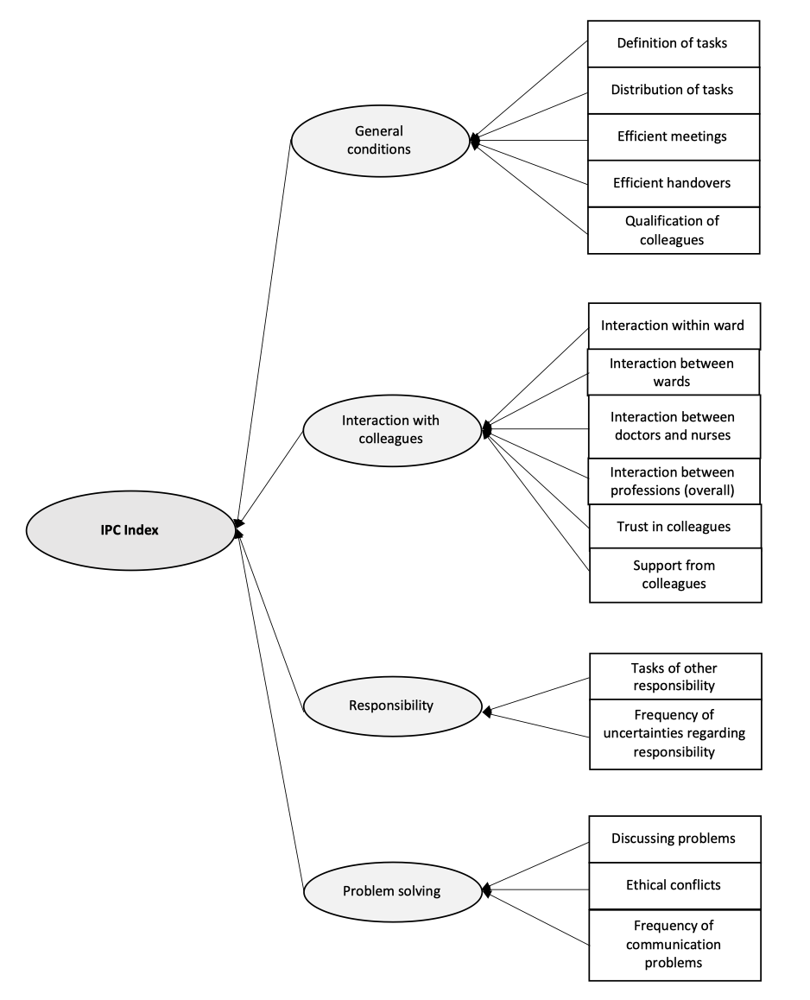 Definition of tasks
Distribution of tasks
General
conditions
Efficient meetings
Efficient handovers
Qualification of
colleagues
Interaction within ward
Interaction between
wards
Interaction with
colleagues
Interaction between
doctors and nurses
Interaction between
professions (overall)
IPC Index
Trust in colleagues
Support from
colleagues
Tasks of other
responsibility
Responsibility
Frequency of
uncertainties regarding
responsibility
Discussing problems
Problem solving
Ethical conflicts
Frequency of
communication
problems